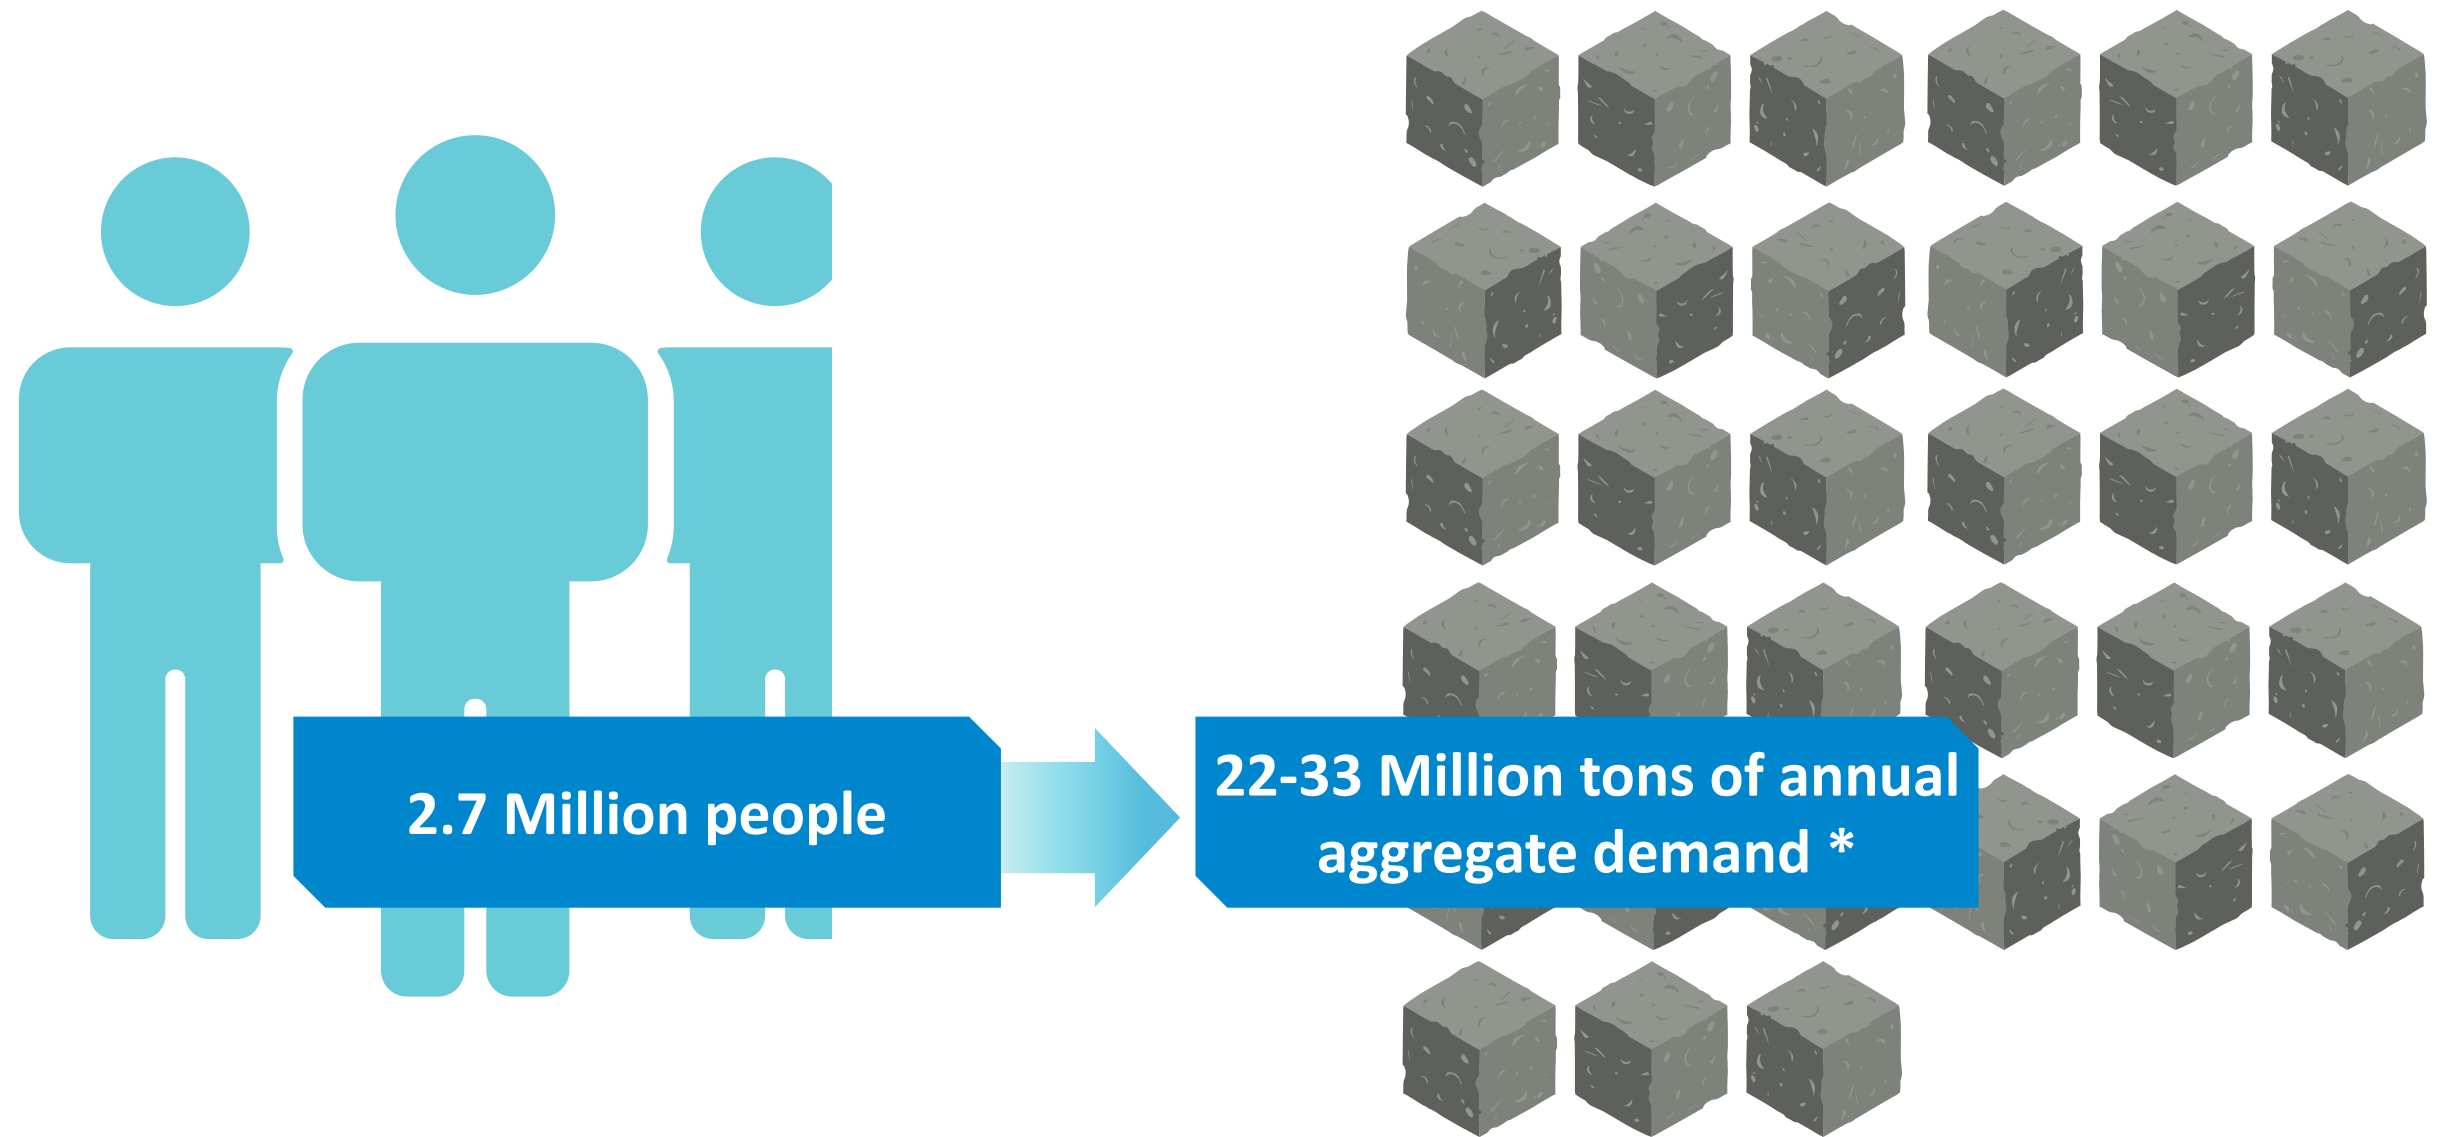 2.7 Million people
22-33 Million tons of annual
aggregate demand *